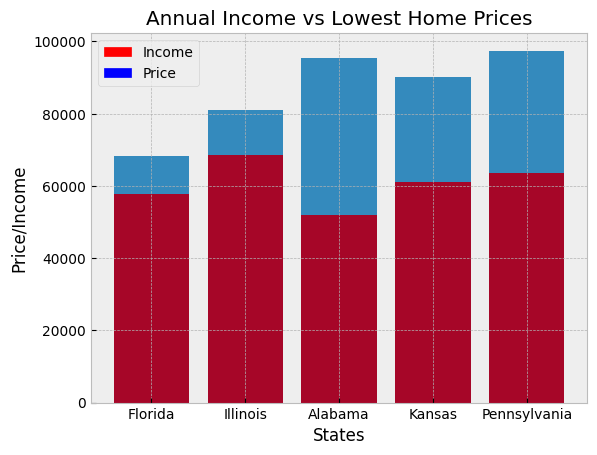 Annual Income vs Lowest Home Prices
Income
Price
Price/Income
100000
80000
60000
40000
20000
0
Florida Illinois Alabama Kansas Pennsylvania
States